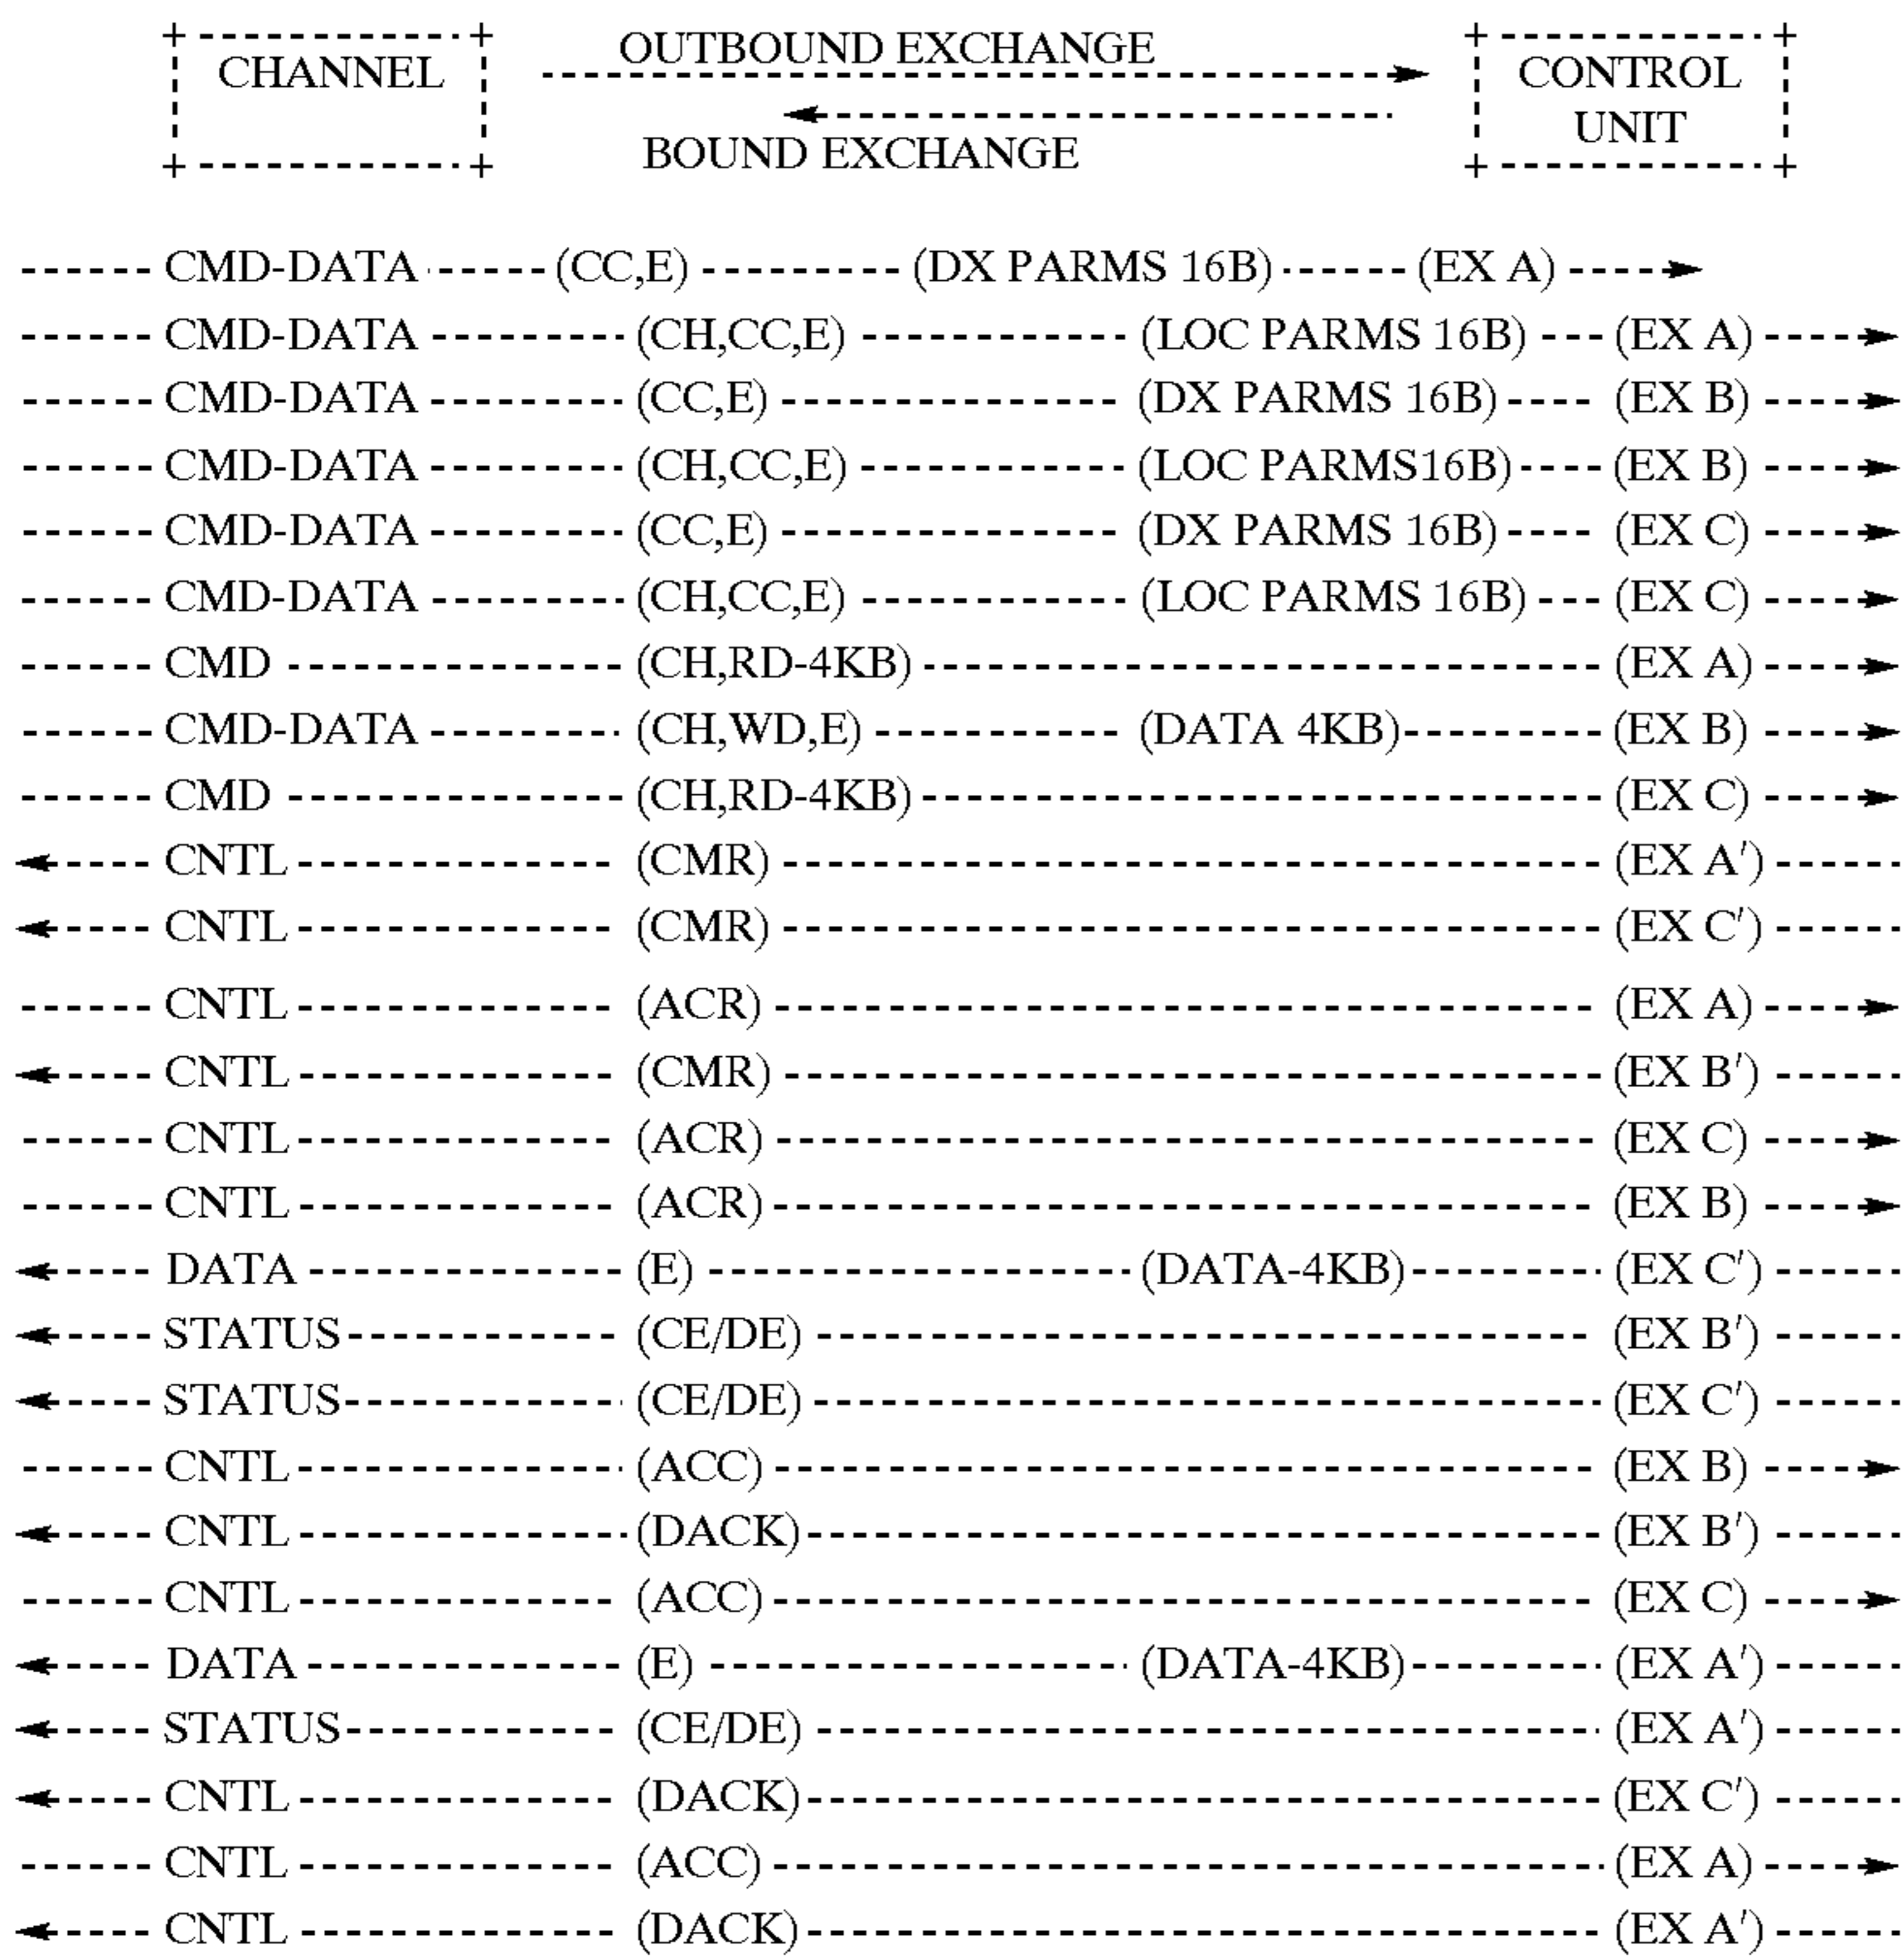 CHANNEL OUTBOUND EXCHANGE CONTROL
UNIT
BOUND EXCHANGE
CMD-DATA (CC,E) (DX PARMS 16B) (EX A)
CMD-DATA (CH,CC,E) (LOC PARMS 16B) (EX A)
CMD-DATA (CC,E) (DX PARMS 16B) (EX B)
CMD-DATA (CH,CC,E) (LOC PARMS16B) (EX B)
CMD-DATA (CC,E) (DX PARMS 16B) (EX C)
CMD-DATA (CH,CC,E) (LOC PARMS 16B) (EX C)
CMD (CH,RD-4KB) (EX A)
CMD-DATA (CH,WD,E) (DATA 4KB) (EX B)
CMD (CH,RD-4KB) (EX C)
CNTL (CMR) (EX A')
CNTL (CMR) (EX C')
CNTL (ACR) (EX A)
CNTL (CMR) (EX B')
CNTL (ACR) (EX C)
CNTL (ACR) (EX B)
DATA (E) (DATA-4KB) (EX C')
STATUS (CE/DE) (EX B')
STATUS (CE/DE) (EX C')
CNTL (ACC) (EX B)
CNTL (DACK) (EX B')
CNTL (ACC) (EX C)
DATA (E) (DATA-4KB) (EX A')
STATUS (CE/DE) (EX A')
CNTL (DACK) (EX C')
CNTL (ACC) (EX A)
CNTL (DACK) (EX A')